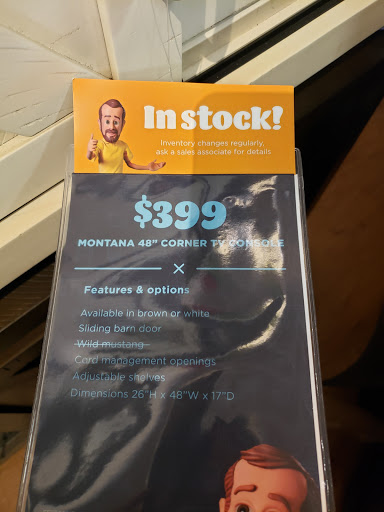 In stock!
Inventory changes regularly,
ask a sales associate for details
$399
MONTANA 48" CORNER TV CONSOLE
Features & options
Available in brown or white
Sliding barn door
Wild mustang
Cord management openings
Adjustable shelves
Dimensions 26"H x 48"W x 17"D